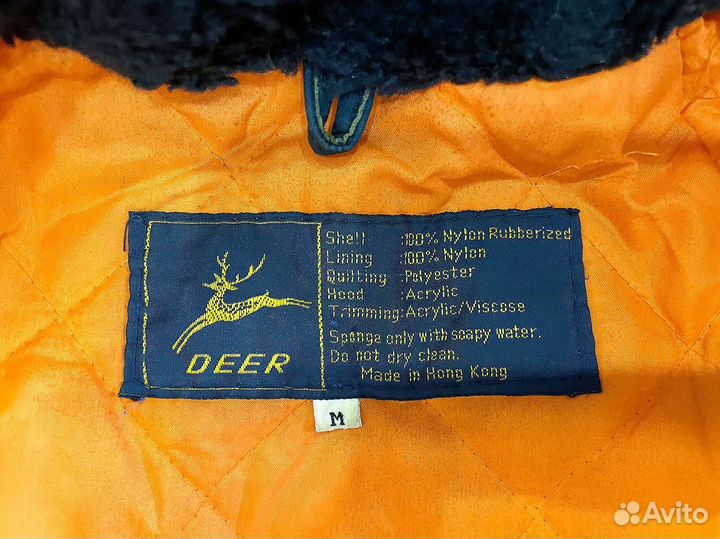 Shell :100% Nylon Rubberized
Lining :100% Nylon
Quilting :Polyester
Hood :Acrylic
Trimming:Acrylic/Viscose
Sponge only with soapy water.
Do not dry clean.
Made in Hong Kong
DEER
M
Avito